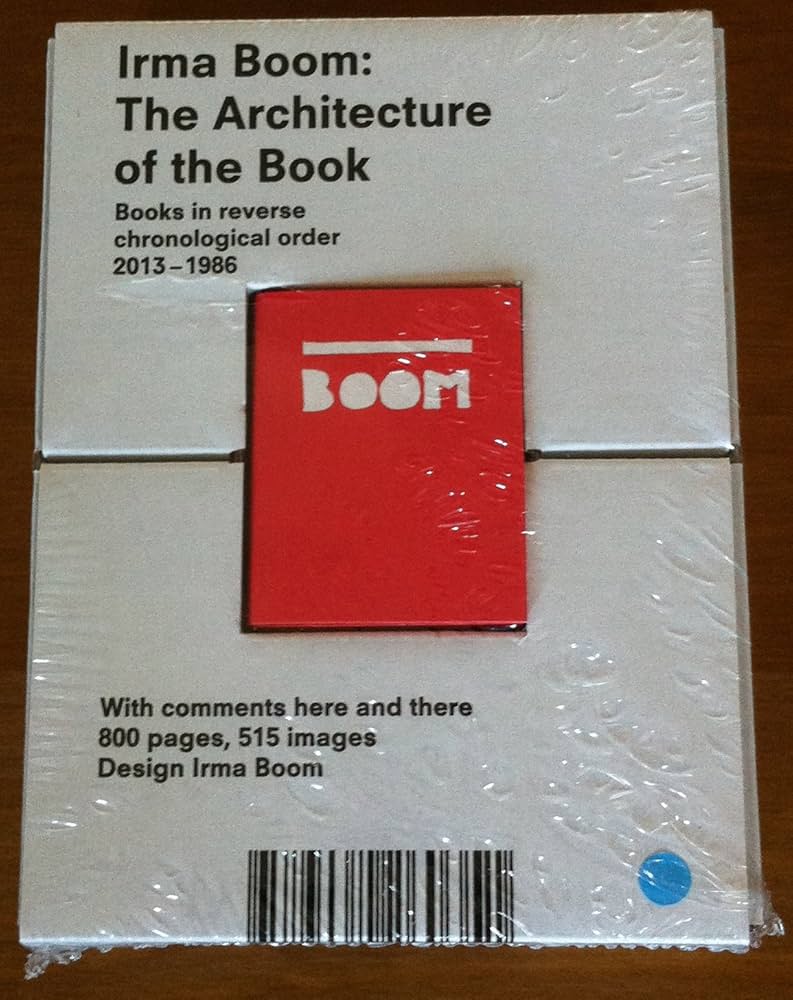 Irma Boom:
The Architecture
of the Book
Books in reverse
chronological order
2013–1986
BOOM
With comments here and there
800 pages, 515 images
Design Irma Boom